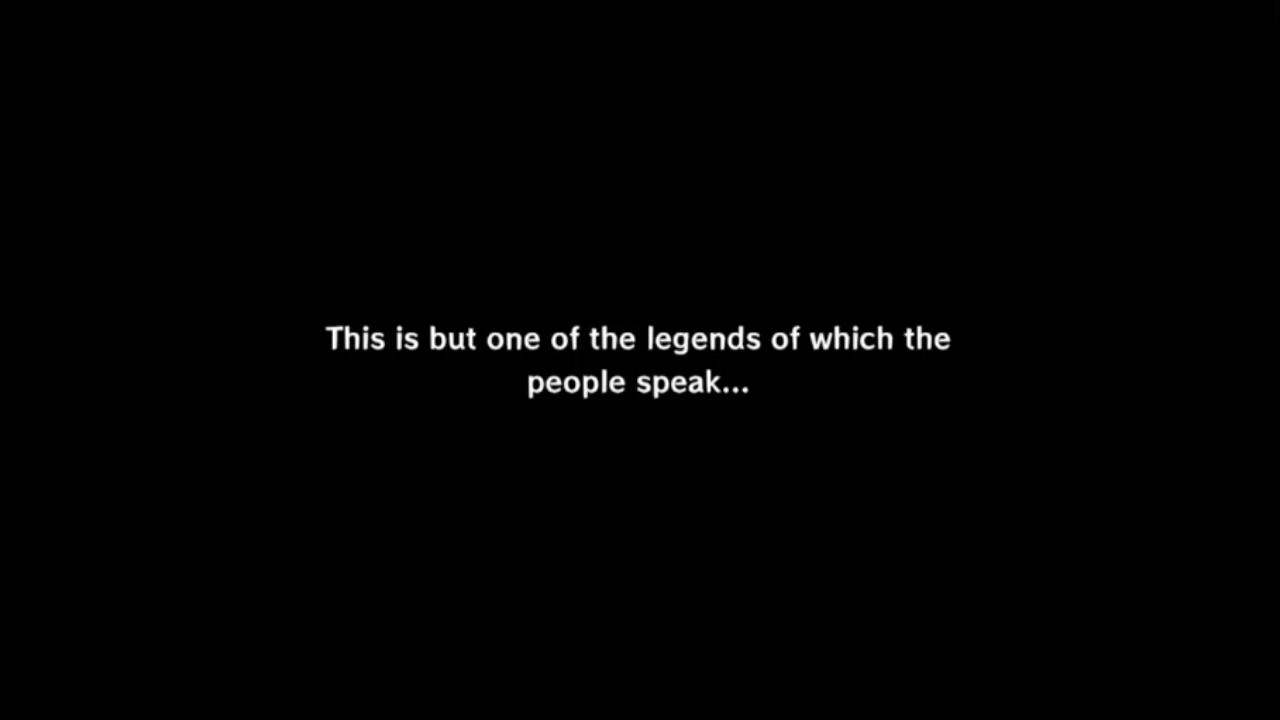 This is but one of the legends of which the
people speak...